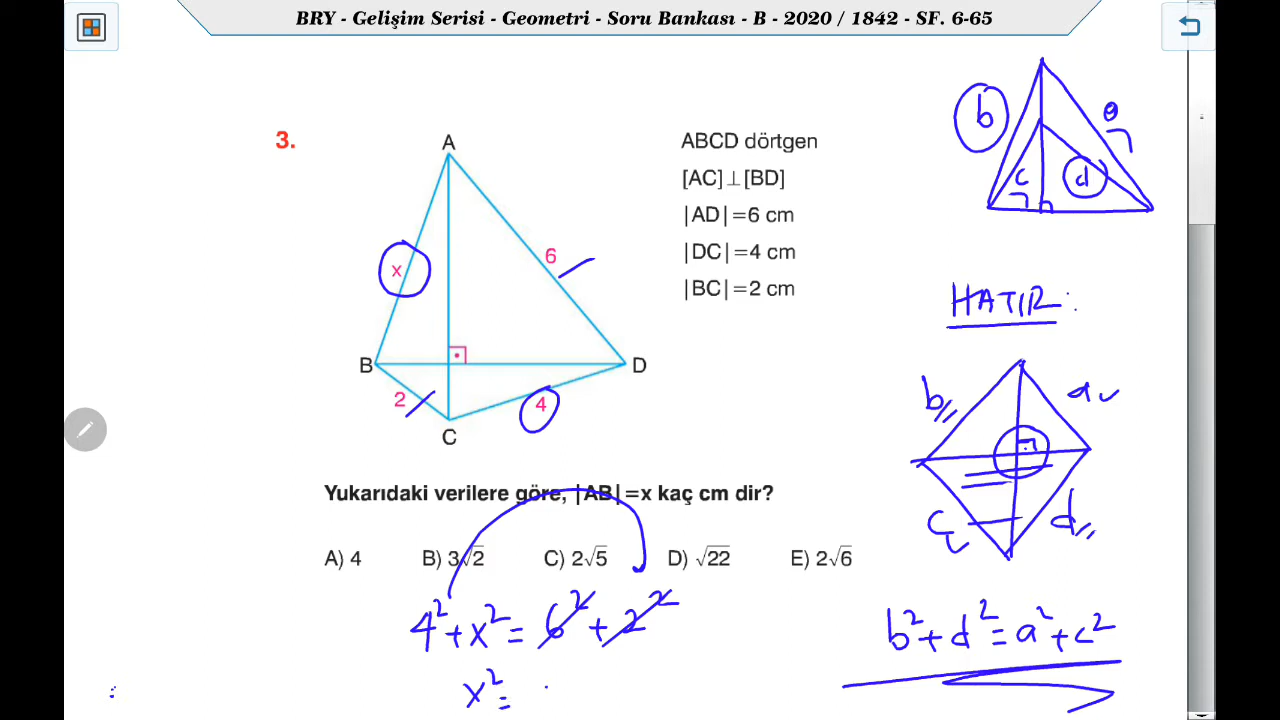 BRY - Gelişim Serisi - Geometri - Soru Bankası - B - 2020 / 1842 - SF. 6-65
3.
A
x
6
B
D
2
4
C
ABCD dörtgen
[AC]⊥[BD]
|AD|=6 cm
|DC|=4 cm
|BC|=2 cm
Yukarıdaki verilere göre, |AB|=x kaç cm dir?
A) 4 B) 3√2 C) 2√5 D) √22 E) 2√6
4² + x² = 6² + 2²
x² =
b
c
d
HATIR :
b
a
c
d
b² + d² = a² + c²